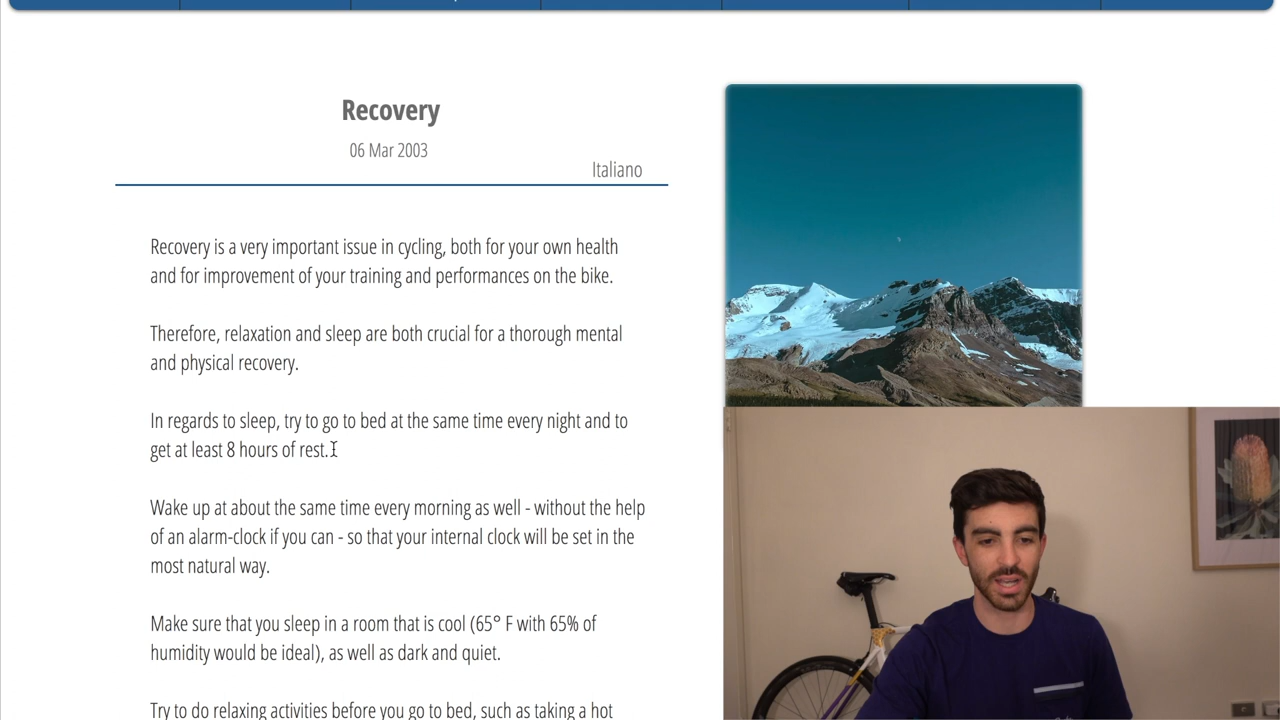 Recovery
06 Mar 2003
Italiano
Recovery is a very important issue in cycling, both for your own health
and for improvement of your training and performances on the bike.
Therefore, relaxation and sleep are both crucial for a thorough mental
and physical recovery.
In regards to sleep, try to go to bed at the same time every night and to
get at least 8 hours of rest.
Wake up at about the same time every morning as well - without the help
of an alarm-clock if you can - so that your internal clock will be set in the
most natural way.
Make sure that you sleep in a room that is cool (65° F with 65% of
humidity would be ideal), as well as dark and quiet.
Try to do relaxing activities before you go to bed, such as taking a hot